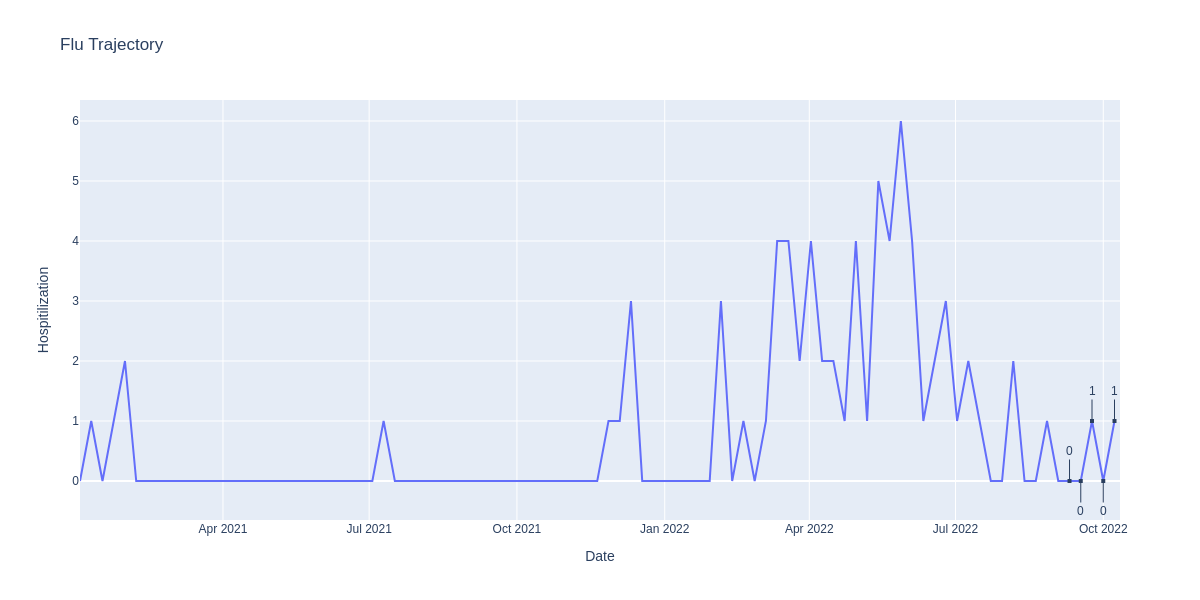 Flu Trajectory
Hospitilization
6
5
4
3
2
1
0
0
0
1
0
1
Apr 2021
Jul 2021
Oct 2021
Jan 2022
Apr 2022
Jul 2022
Oct 2022
Date